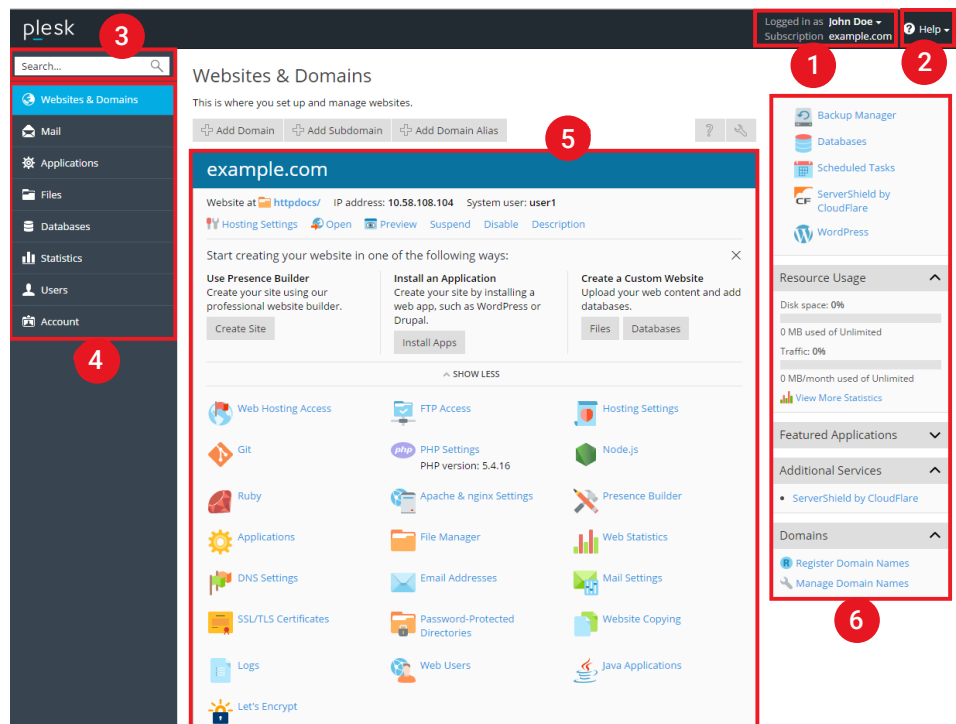 plesk
Logged in as John Doe
Subscription example.com
Help
3
1
2
Search...
Websites & Domains
Mail
Applications
Files
Databases
Statistics
Users
Account
4
Websites & Domains
This is where you set up and manage websites.
Add Domain Add Subdomain Add Domain Alias
5
example.com
Website at httpdocs/ IP address: 10.58.108.104 System user: user1
Hosting Settings Open Preview Suspend Disable Description
Start creating your website in one of the following ways:
Use Presence Builder
Create your site using our
professional website builder.
Create Site
Install an Application
Create your site by installing a
web app, such as WordPress or
Drupal.
Install Apps
Create a Custom Website
Upload your web content and add
databases.
Files Databases
SHOW LESS
Web Hosting Access FTP Access Hosting Settings
Git PHP Settings Node.js
php
PHP version: 5.4.16
Ruby Apache & nginx Settings Presence Builder
Applications File Manager Web Statistics
DNS Settings Email Addresses Mail Settings
SSL/TLS Certificates Password-Protected Website Copying
Directories
Logs Web Users Java Applications
Let's Encrypt
Backup Manager
Databases
Scheduled Tasks
CF
ServerShield by
CloudFlare
WordPress
Resource Usage
Disk space: 0%
0 MB used of Unlimited
Traffic: 0%
0 MB/month used of Unlimited
View More Statistics
Featured Applications
Additional Services
ServerShield by CloudFlare
Domains
R Register Domain Names
Manage Domain Names
6